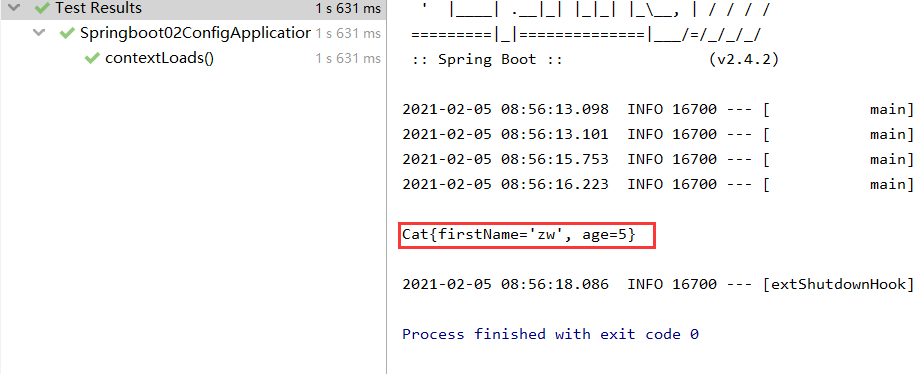 Test Results 1 s 631 ms
Springboot02ConfigApplication 1 s 631 ms
contextLoads() 1 s 631 ms
'  |____| .__|_| |_|_| |_\__, | / / / /
=========|_|==============|___/=/_/_/_/
:: Spring Boot ::                (v2.4.2)
2021-02-05 08:56:13.098  INFO 16700 --- [           main]
2021-02-05 08:56:13.101  INFO 16700 --- [           main]
2021-02-05 08:56:15.753  INFO 16700 --- [           main]
2021-02-05 08:56:16.223  INFO 16700 --- [           main]
Cat{firstName='zw', age=5}
2021-02-05 08:56:18.086  INFO 16700 --- [extShutdownHook]
Process finished with exit code 0